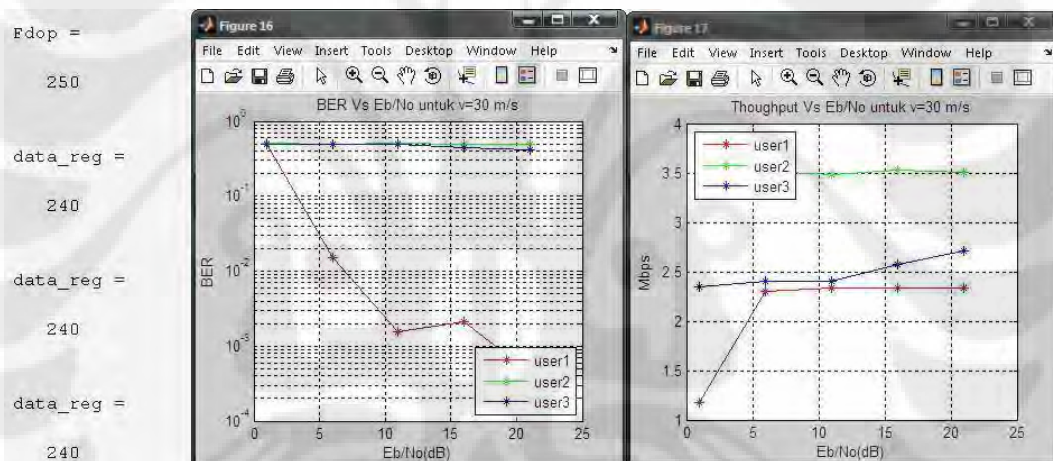 Fdop =
250
data_reg =
240
data_reg =
240
data_reg =
240
Figure 16
File Edit View Insert Tools Desktop Window Help
BER Vs Eb/No untuk v=30 m/s
BER
10^0
10^-1
10^-2
10^-3
10^-4
0 5 10 15 20 25
Eb/No(dB)
user1
user2
user3
Figure 17
File Edit View Insert Tools Desktop Window Help
Thoughput Vs Eb/No untuk v=30 m/s
Mbps
4
3.5
3
2.5
2
1.5
1
0 5 10 15 20 25
Eb/No(dB)
user1
user2
user3